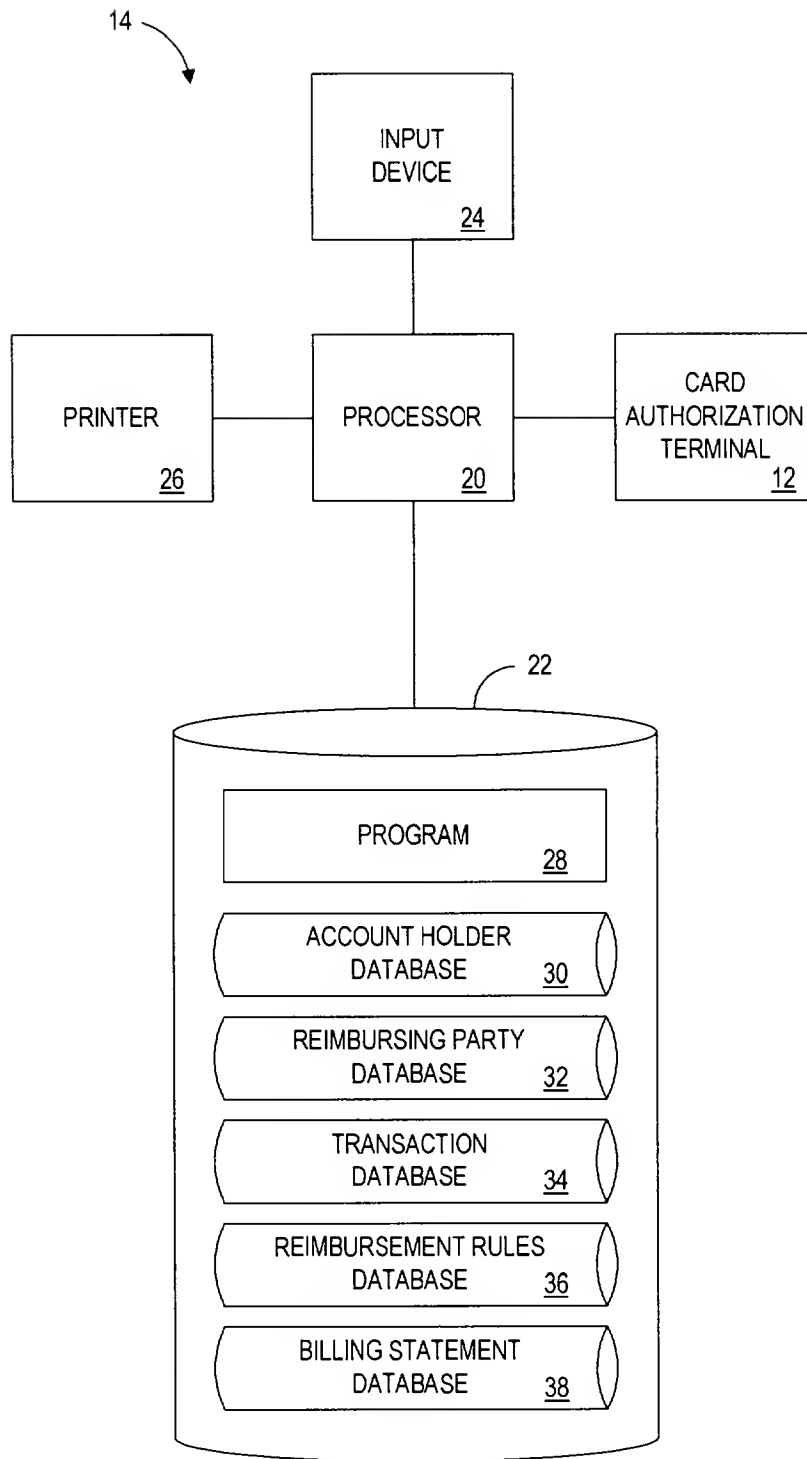 14
INPUT
DEVICE
24
PRINTER
26
PROCESSOR
20
CARD
AUTHORIZATION
TERMINAL
12
22
PROGRAM
28
ACCOUNT HOLDER
DATABASE
30
REIMBURSING PARTY
DATABASE
32
TRANSACTION
DATABASE
34
REIMBURSEMENT RULES
DATABASE
36
BILLING STATEMENT
DATABASE
38